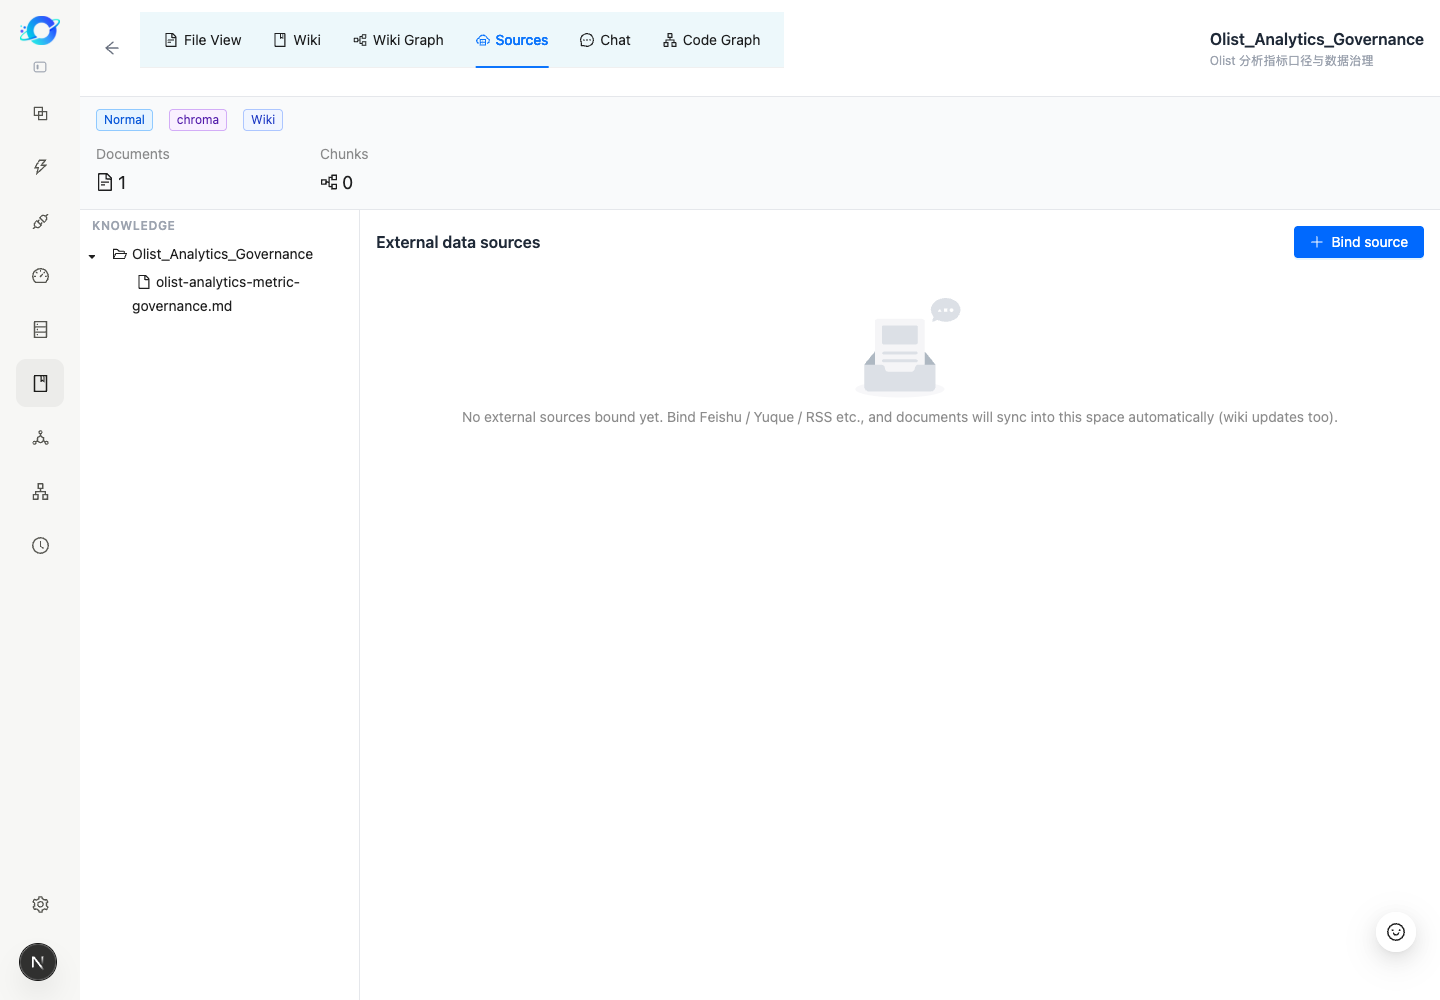 File View
Wiki
Wiki Graph
Sources
Chat
Code Graph
Olist_Analytics_Governance
Olist 分析指标口径与数据治理
Normal
chroma
Wiki
Documents
1
Chunks
0
KNOWLEDGE
Olist_Analytics_Governance
olist-analytics-metric-
governance.md
External data sources
Bind source
No external sources bound yet. Bind Feishu / Yuque / RSS etc., and documents will sync into this space automatically (wiki updates too).
N